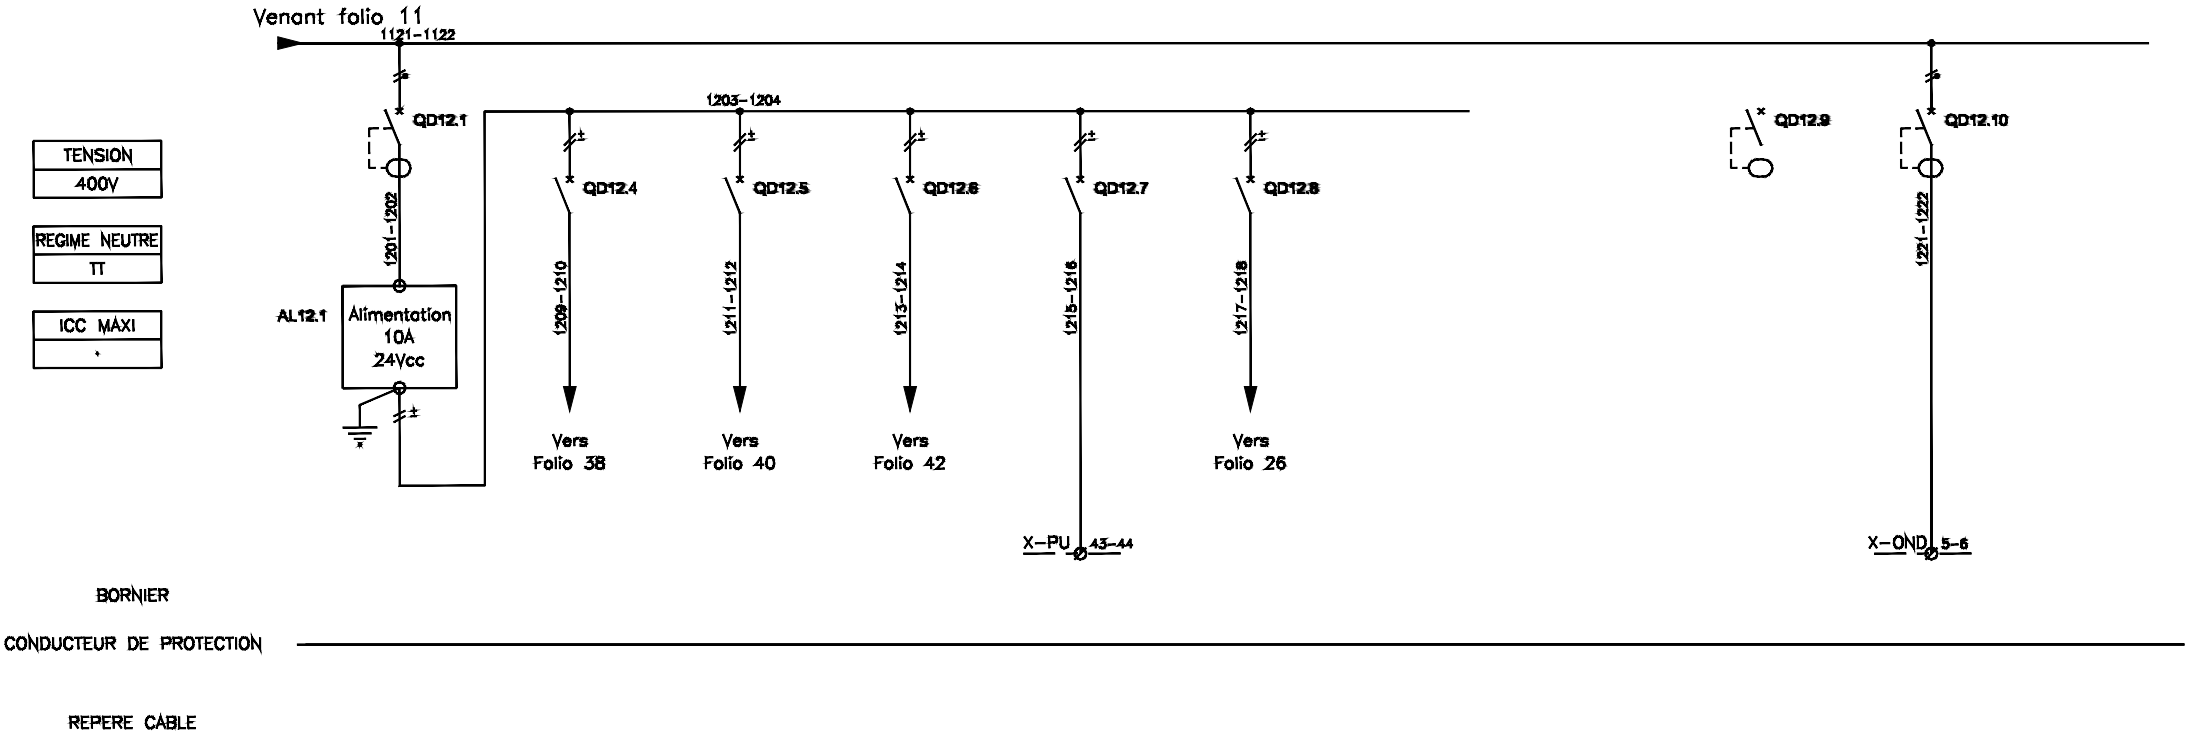 Venant folio 11
1121-1122
1203-1204
QD12.1
QD12.9
QD12.10
TENSION
400V
QD12.4
QD12.5
QD12.6
QD12.7
QD12.8
1201-1202
1221-1222
REGIME NEUTRE
TT
1209-1210
1211-1212
1213-1214
1215-1216
1217-1218
ICC MAXI
*
AL12.1
Alimentation
10A
24Vcc
±
±
±
±
±
±
Vers
Folio 38
Vers
Folio 40
Vers
Folio 42
Vers
Folio 26
X-PU 43-44
X-OND 5-6
BORNIER
CONDUCTEUR DE PROTECTION
REPERE CABLE